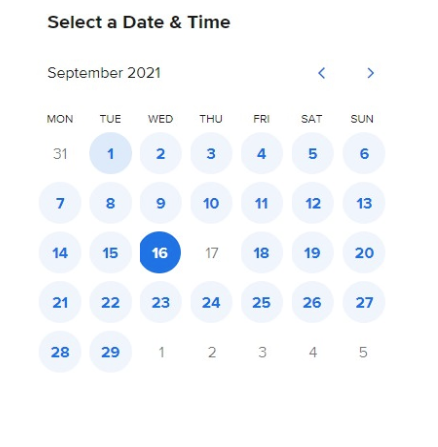 Select a Date & Time
September 2021
MON TUE WED THU FRI SAT SUN
31 1 2 3 4 5 6
7 8 9 10 11 12 13
14 15 16 17 18 19 20
21 22 23 24 25 26 27
28 29 1 2 3 4 5